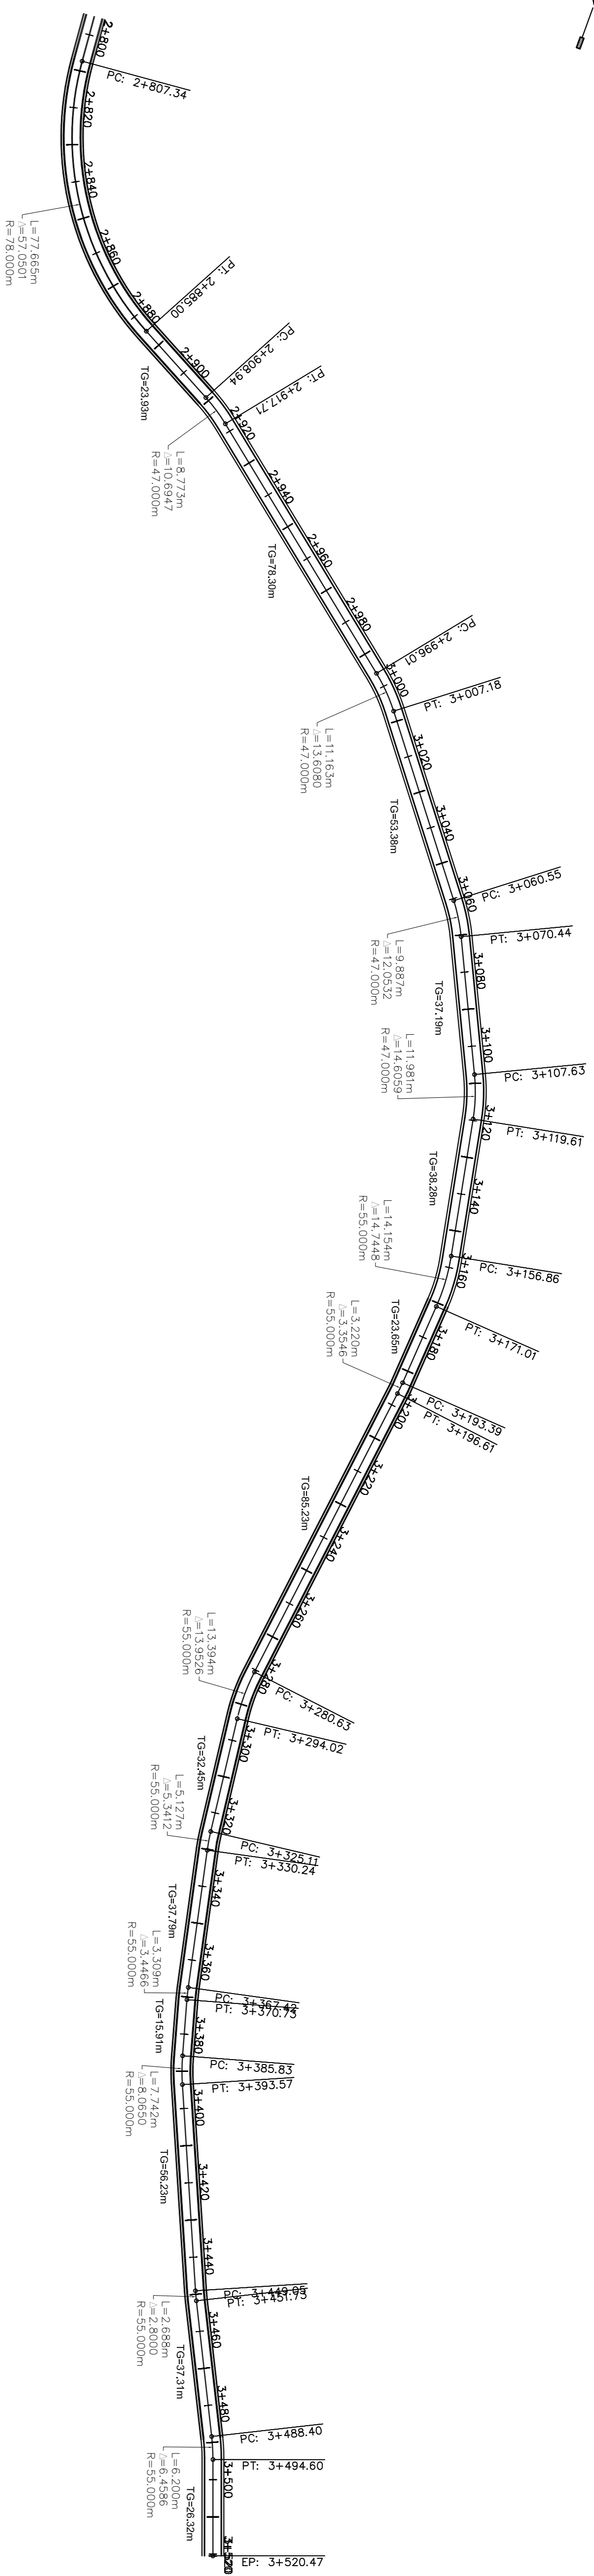 2+800
PC: 2+807.34
2+820
2+840
L=77.665m
△=57.0501
R=78.000m
2+860
2+880
PT: 2+885.00
TG=23.93m
2+900
PC: 2+908.94
PT: 2+917.71
2+920
L=8.773m
△=10.6947
R=47.000m
2+940
TG=78.30m
2+960
2+980
PC: 2+996.01
3+000
PT: 3+007.18
L=11.163m
△=13.6080
R=47.000m
3+020
TG=53.38m
3+040
3+060
PC: 3+060.55
PT: 3+070.44
L=9.887m
△=12.0532
R=47.000m
3+080
TG=37.19m
3+100
PC: 3+107.63
L=11.981m
△=14.6059
R=47.000m
3+120
PT: 3+119.61
TG=38.28m
3+140
PC: 3+156.86
3+160
L=14.154m
△=14.7448
R=55.000m
PT: 3+171.01
3+180
TG=23.65m
PC: 3+193.39
PT: 3+196.61
3+200
L=3.220m
△=3.3546
R=55.000m
3+220
TG=85.23m
3+240
3+260
3+280
PC: 3+280.63
L=13.394m
△=13.9526
R=55.000m
PT: 3+294.02
3+300
TG=32.45m
3+320
PC: 3+325.11
PT: 3+330.24
L=5.127m
△=5.3412
R=55.000m
3+340
TG=37.79m
3+360
PC: 3+367.42
PT: 3+370.73
L=3.309m
△=3.4466
R=55.000m
TG=15.91m
3+380
PC: 3+385.83
PT: 3+393.57
L=7.742m
△=8.0650
R=55.000m
3+400
TG=56.23m
3+420
3+440
PC: 3+449.05
PT: 3+451.73
L=2.688m
△=2.8000
R=55.000m
3+460
TG=37.31m
3+480
PC: 3+488.40
PT: 3+494.60
L=6.200m
△=6.4586
R=55.000m
3+500
TG=26.32m
EP: 3+520.47